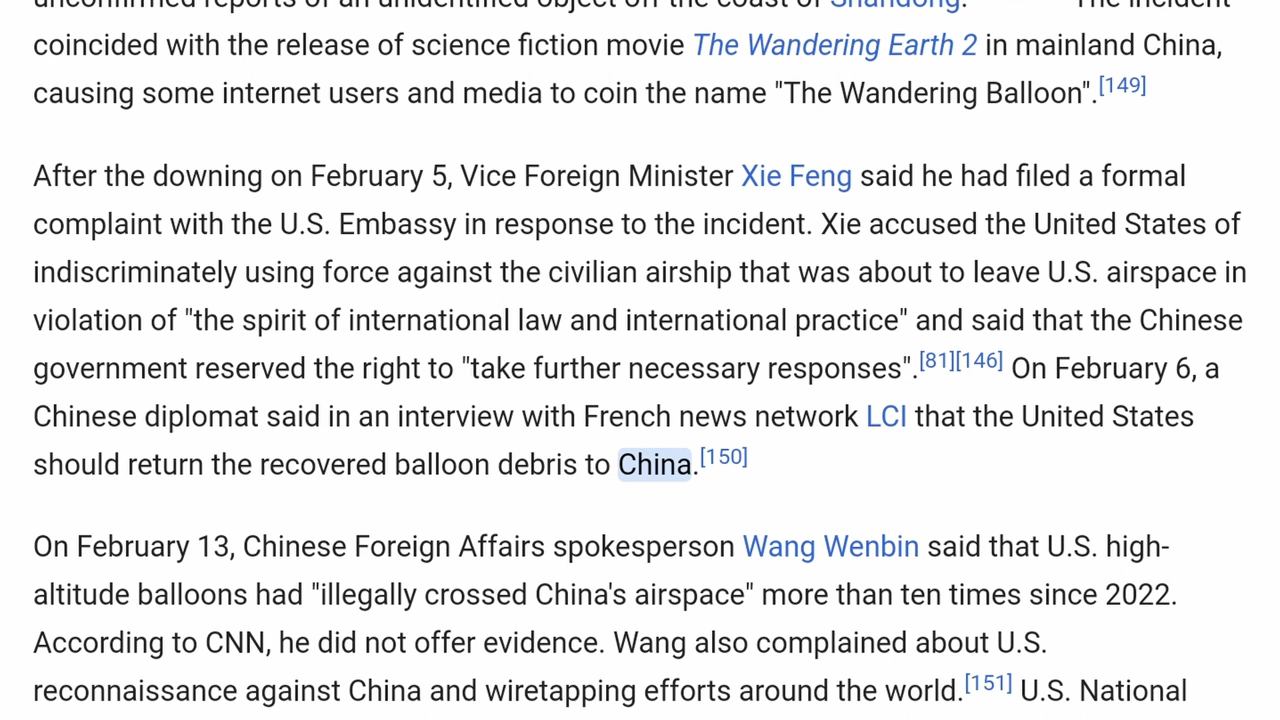 unconfirmed reports of an unidentified object off the coast of Shandong. The incident
coincided with the release of science fiction movie The Wandering Earth 2 in mainland China,
causing some internet users and media to coin the name "The Wandering Balloon".[149]
After the downing on February 5, Vice Foreign Minister Xie Feng said he had filed a formal
complaint with the U.S. Embassy in response to the incident. Xie accused the United States of
indiscriminately using force against the civilian airship that was about to leave U.S. airspace in
violation of "the spirit of international law and international practice" and said that the Chinese
government reserved the right to "take further necessary responses".[81][146] On February 6, a
Chinese diplomat said in an interview with French news network LCI that the United States
should return the recovered balloon debris to China.[150]
On February 13, Chinese Foreign Affairs spokesperson Wang Wenbin said that U.S. high-
altitude balloons had "illegally crossed China's airspace" more than ten times since 2022.
According to CNN, he did not offer evidence. Wang also complained about U.S.
reconnaissance against China and wiretapping efforts around the world.[151] U.S. National